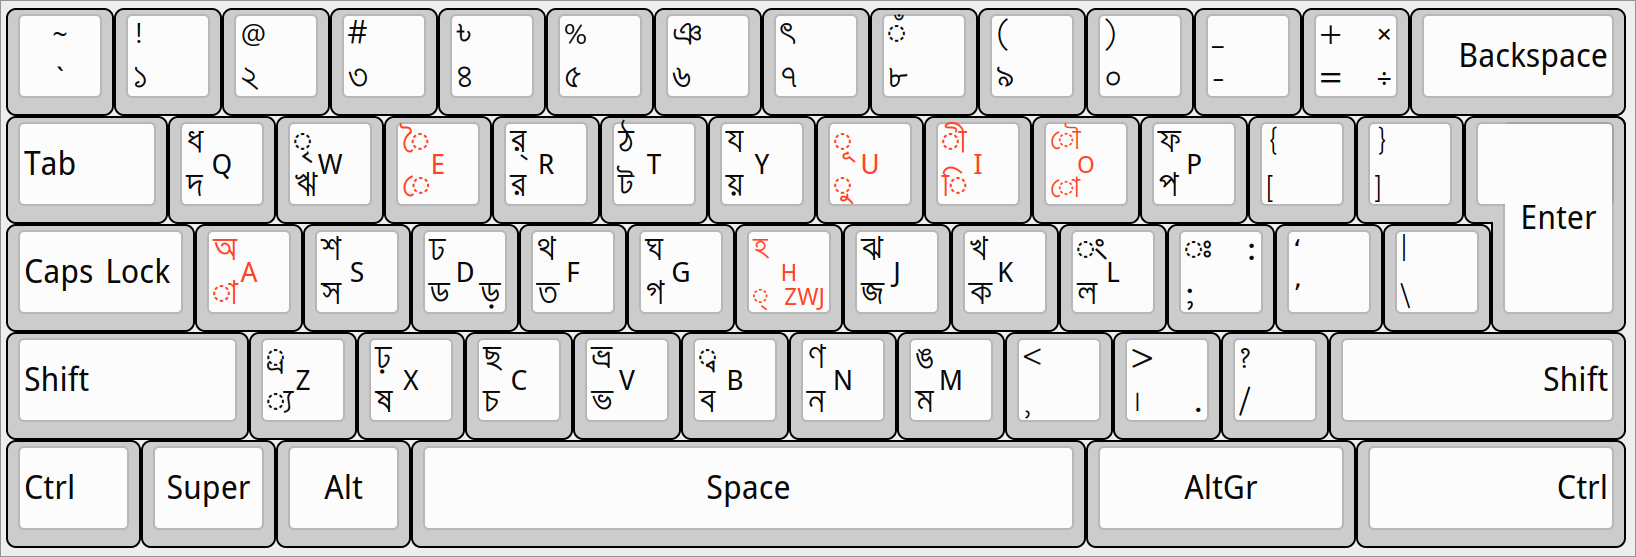 ~ ! @ # ৳ % ঞ ৎ ঁ ( ) _ + × Backspace
` ১ ২ ৩ ৪ ৫ ৬ ৭ ৮ ৯ ০ - = ÷
Tab ধ Q ৃ W ৈ E র্ R ঠ T য Y ূ U ী I ৌ O ফ P { } Enter
দ ঋ ে র ট য় ু ি ো প [ ]
Caps Lock অ A শ S ঢ D থ F ঘ G হ H ঝ J খ K ং L ঃ : ‘ |
া স ড ড় ত গ ্ ZWJ জ ক ল ; ’ \
Shift ্র Z ঢ় X ছ C ভ্র V ্ব B ণ N ঙ M < > ? Shift
্য ষ চ ভ ব ন ম , । . /
Ctrl Super Alt Space AltGr Ctrl